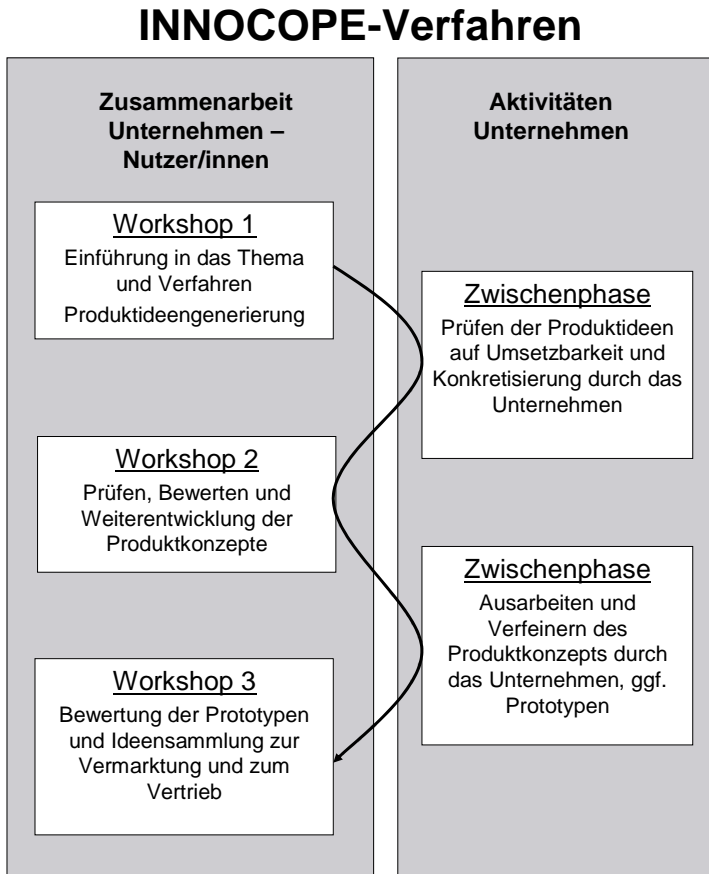 INNOCOPE-Verfahren
Zusammenarbeit
Unternehmen –
Nutzer/innen
Aktivitäten
Unternehmen
Workshop 1
Einführung in das Thema
und Verfahren
Produktideengenerierung
Zwischenphase
Prüfen der Produktideen
auf Umsetzbarkeit und
Konkretisierung durch das
Unternehmen
Workshop 2
Prüfen, Bewerten und
Weiterentwicklung der
Produktkonzepte
Zwischenphase
Ausarbeiten und
Verfeinern des
Produktkonzepts durch
das Unternehmen, ggf.
Prototypen
Workshop 3
Bewertung der Prototypen
und Ideensammlung zur
Vermarktung und zum
Vertrieb